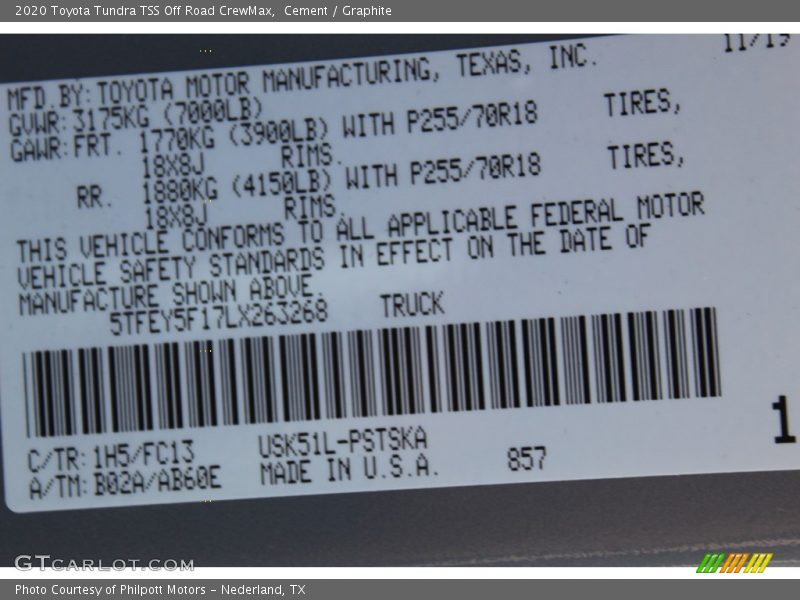 2020 Toyota Tundra TSS Off Road CrewMax,  Cement / Graphite
11/19
MFD.BY:TOYOTA MOTOR MANUFACTURING, TEXAS, INC.
GVWR:3175KG (7000LB)
GAWR:FRT. 1770KG (3900LB) WITH P255/70R18 TIRES,
18X8J RIMS.
RR. 1880KG (4150LB) WITH P255/70R18 TIRES,
18X8J RIMS.
THIS VEHICLE CONFORMS TO ALL APPLICABLE FEDERAL MOTOR
VEHICLE SAFETY STANDARDS IN EFFECT ON THE DATE OF
MANUFACTURE SHOWN ABOVE.
5TFEY5F17LX263268 TRUCK
C/TR:1H5/FC13 USK51L-PSTSKA
A/TM:B02A/AB60E MADE IN U.S.A. 857
1
GTCARLOT.COM
Photo Courtesy of Philpott Motors - Nederland, TX